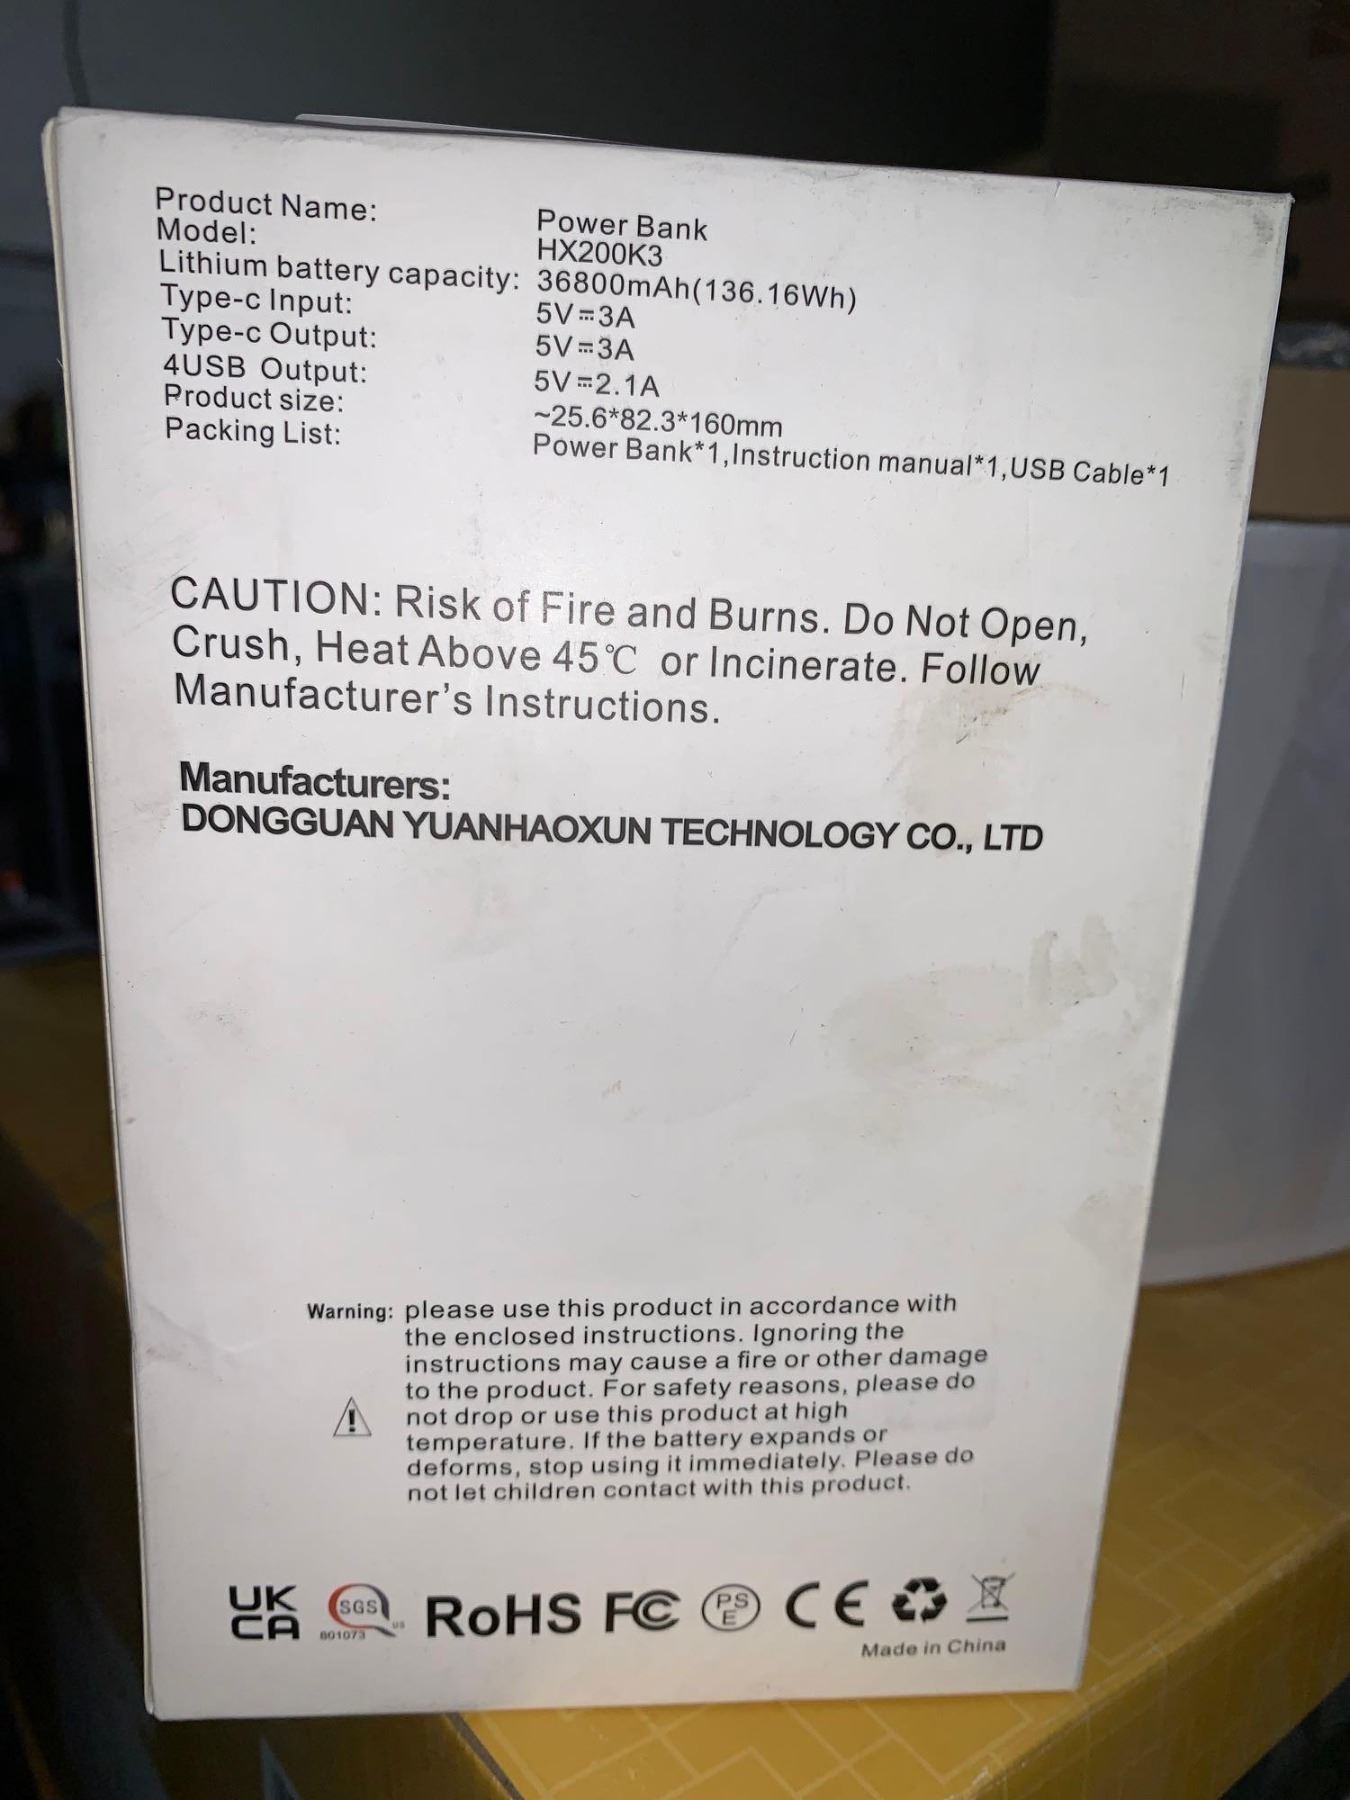 Product Name: Power Bank
Model: HX200K3
Lithium battery capacity: 36800mAh(136.16Wh)
Type-c Input: 5V⎓3A
Type-c Output: 5V⎓3A
4USB Output: 5V⎓2.1A
Product size: ~25.6*82.3*160mm
Packing List: Power Bank*1,Instruction manual*1,USB Cable*1
CAUTION: Risk of Fire and Burns. Do Not Open,
Crush, Heat Above 45℃ or Incinerate. Follow
Manufacturer's Instructions.
Manufacturers:
DONGGUAN YUANHAOXUN TECHNOLOGY CO., LTD
Warning: please use this product in accordance with
the enclosed instructions. Ignoring the
instructions may cause a fire or other damage
to the product. For safety reasons, please do
not drop or use this product at high
temperature. If the battery expands or
deforms, stop using it immediately. Please do
not let children contact with this product.
UK
CA
SGS
US
801073
RoHS FC PS
E CE
Made in China